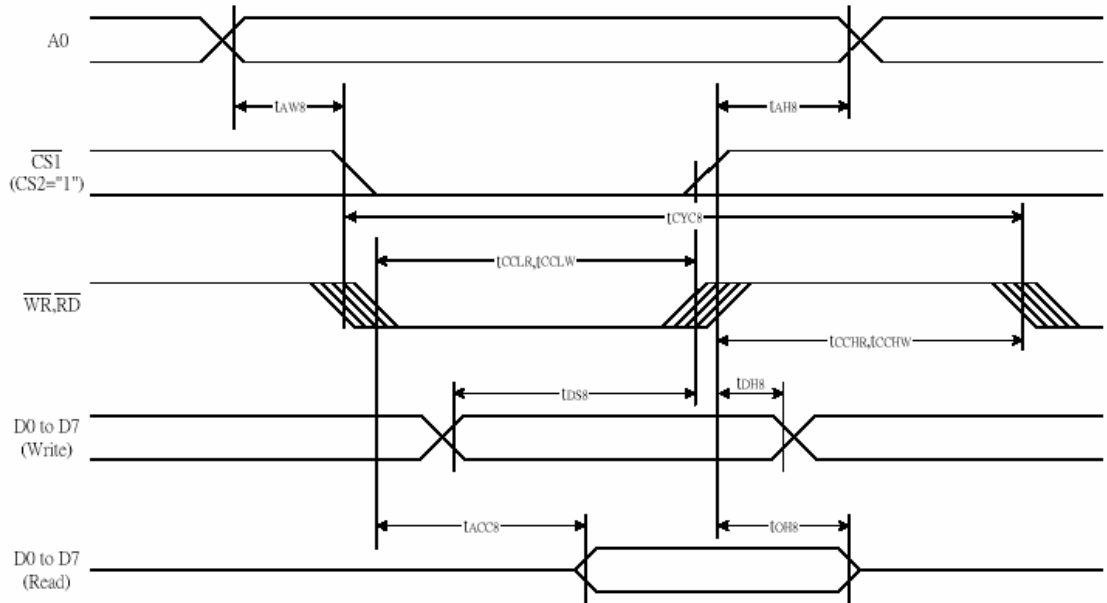 A0
tAW8
tAH8
CS1
(CS2="1")
tCYC8
tCCLR,tCCLW
WR,RD
tCCHR,tCCHW
tDS8
tDH8
D0 to D7
(Write)
tACC8
tOH8
D0 to D7
(Read)